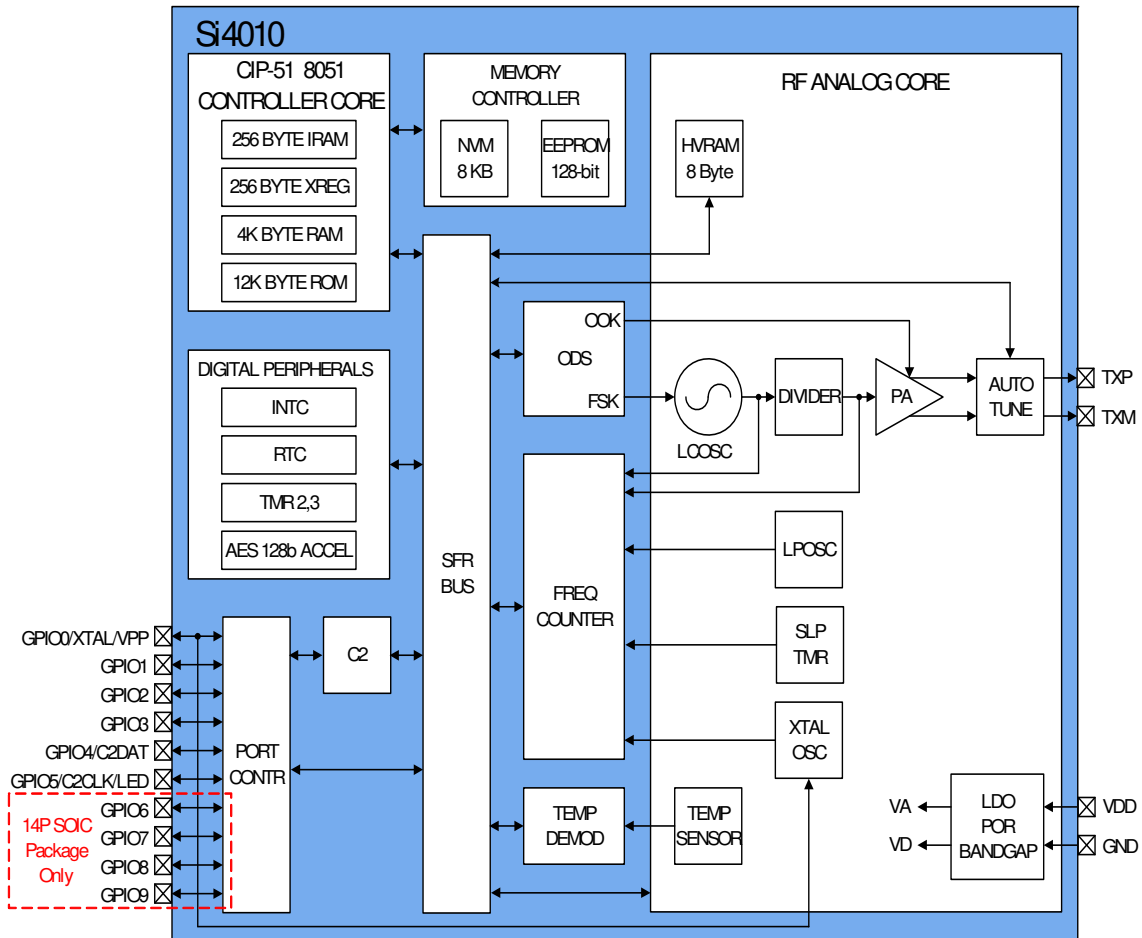 Si4010
CIP-51 8051
CONTROLLER CORE
256 BYTE IRAM
256 BYTE XREG
4K BYTE RAM
12K BYTE ROM
MEMORY
CONTROLLER
NVM
8 KB
EEPROM
128-bit
RF ANALOG CORE
HVRAM
8 Byte
DIGITAL PERIPHERALS
INTC
RTC
TMR 2,3
AES 128b ACCEL
SFR
BUS
OOK
ODS
FSK
LCOSC
DIVIDER
PA
AUTO
TUNE
TXP
TXM
FREQ
COUNTER
LPOSC
SLP
TMR
XTAL
OSC
TEMP
DEMOD
TEMP
SENSOR
VA
VD
LDO
POR
BANDGAP
VDD
GND
C2
PORT
CONTR
GPIO0/XTAL/VPP
GPIO1
GPIO2
GPIO3
GPIO4/C2DAT
GPIO5/C2CLK/LED
GPIO6
GPIO7
GPIO8
GPIO9
14P SOIC
Package
Only